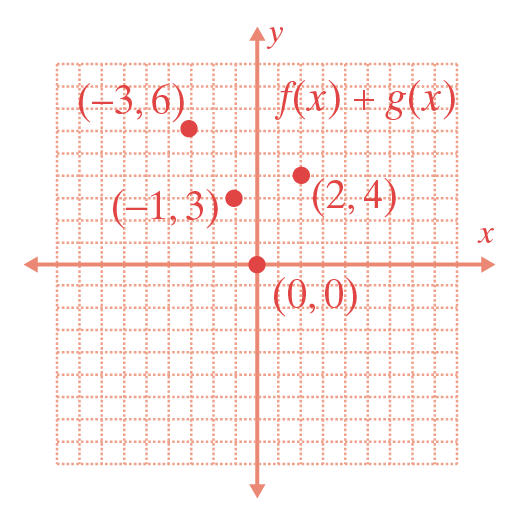 y
(−3, 6)
f(x) + g(x)
(−1, 3)
(2, 4)
x
(0, 0)